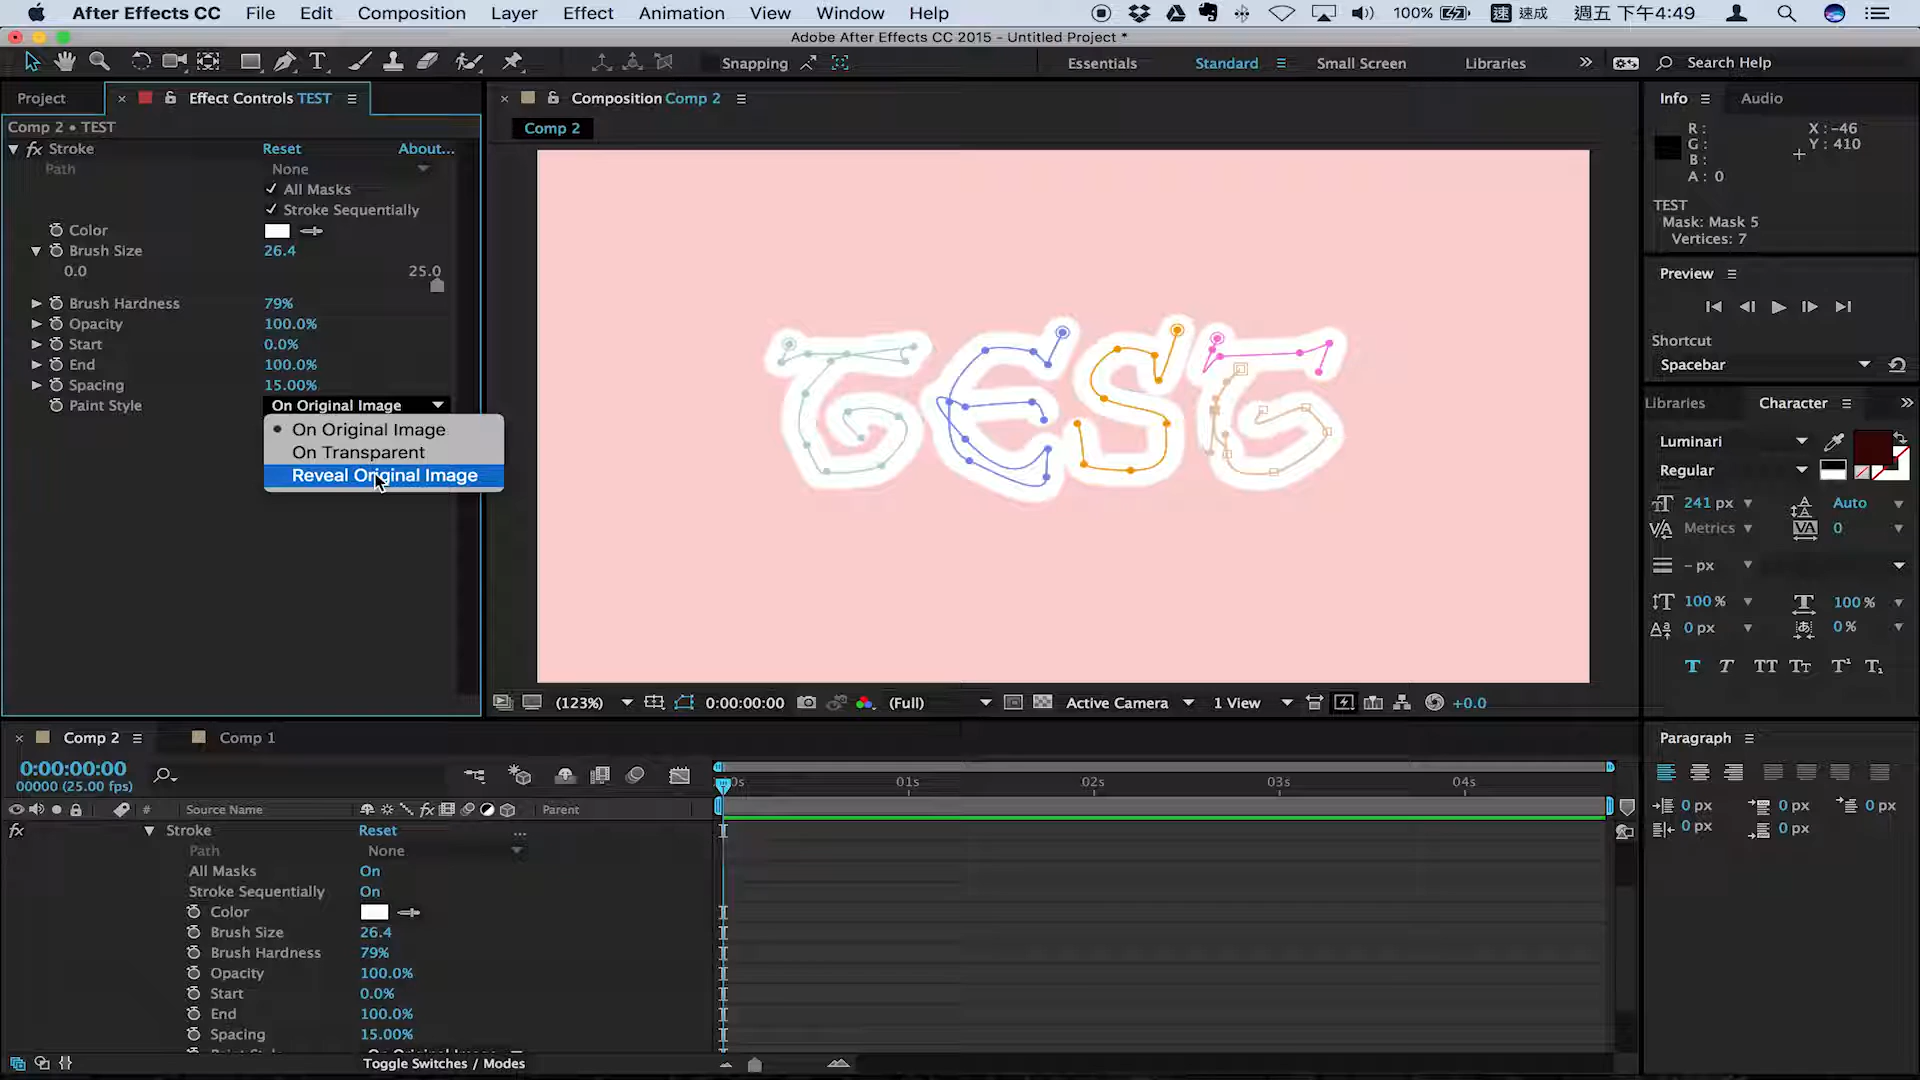 After Effects CC File Edit Composition Layer Effect Animation View Window Help 100% 速 速成 週五 下午4:49
Adobe After Effects CC 2015 - Untitled Project *
Snapping Essentials Standard Small Screen Libraries Search Help
Project Effect Controls TEST Composition Comp 2 Info Audio
Comp 2 • TEST
Comp 2
Stroke Reset About...
Path None
All Masks
Stroke Sequentially
Color
Brush Size 26.4
0.0 25.0
Brush Hardness 79%
Opacity 100.0%
Start 0.0%
End 100.0%
Spacing 15.00%
Paint Style On Original Image
On Original Image
On Transparent
Reveal Original Image
TEST
(123%) 0:00:00:00 (Full) Active Camera 1 View +0.0
R : X : -46
G : Y : 410
B :
A : 0
TEST
Mask: Mask 5
Vertices: 7
Preview
Shortcut
Spacebar
Libraries Character
Luminari
Regular
241 px Auto
Metrics 0
- px
100 % 100 %
0 px 0 %
T T TT Tт T¹ T₁
Comp 2 Comp 1
0:00:00:00
00000 (25.00 fps)
0s 01s 02s 03s 04s
# Source Name Parent
Stroke Reset ...
Path None
All Masks On
Stroke Sequentially On
Color
Brush Size 26.4
Brush Hardness 79%
Opacity 100.0%
Start 0.0%
End 100.0%
Spacing 15.00%
Toggle Switches / Modes
Paragraph
0 px 0 px 0 px
0 px 0 px